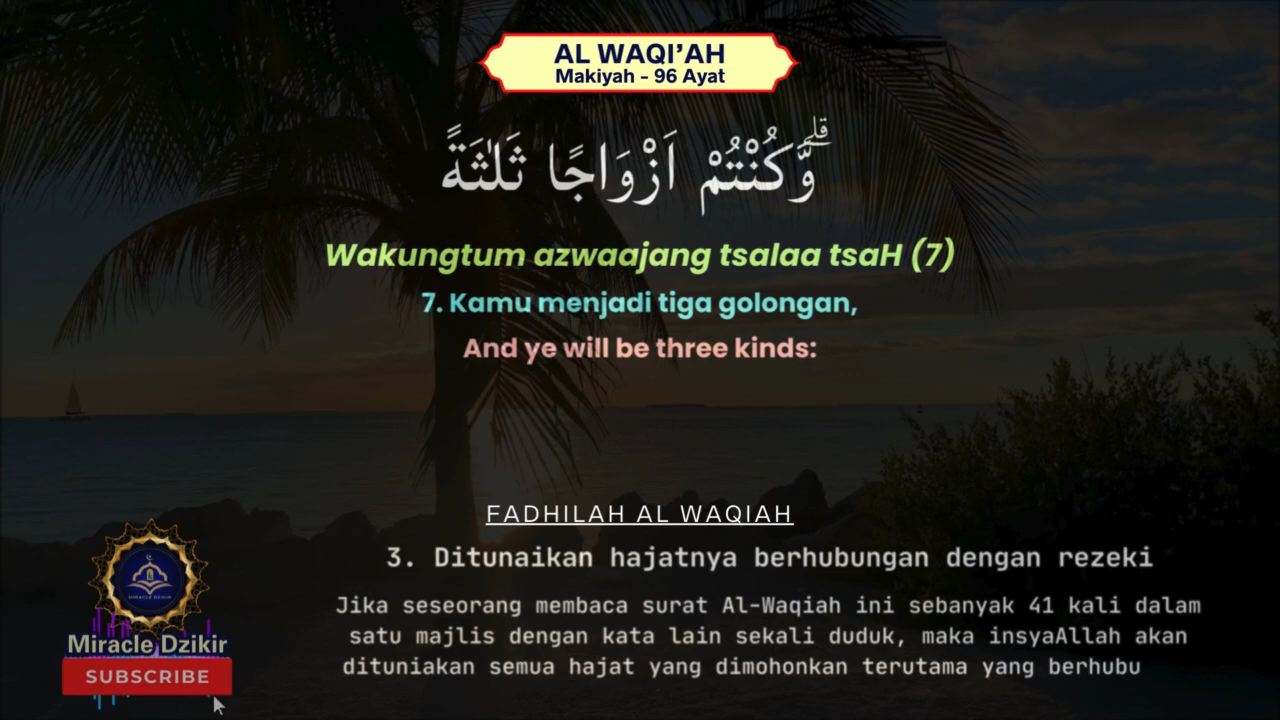 AL WAQI'AH
Makiyah - 96 Ayat
وَّكُنْتُمْ اَزْوَاجًا ثَلٰثَةً ۗ
Wakungtum azwaajang tsalaa tsaH (7)
7. Kamu menjadi tiga golongan,
And ye will be three kinds:
FADHILAH AL WAQIAH
3. Ditunaikan hajatnya berhubungan dengan rezeki
Jika seseorang membaca surat Al-Waqiah ini sebanyak 41 kali dalam
satu majlis dengan kata lain sekali duduk, maka insyaAllah akan
dituniakan semua hajat yang dimohonkan terutama yang berhubu
MIRACLE DZIKIR
Miracle Dzikir
SUBSCRIBE